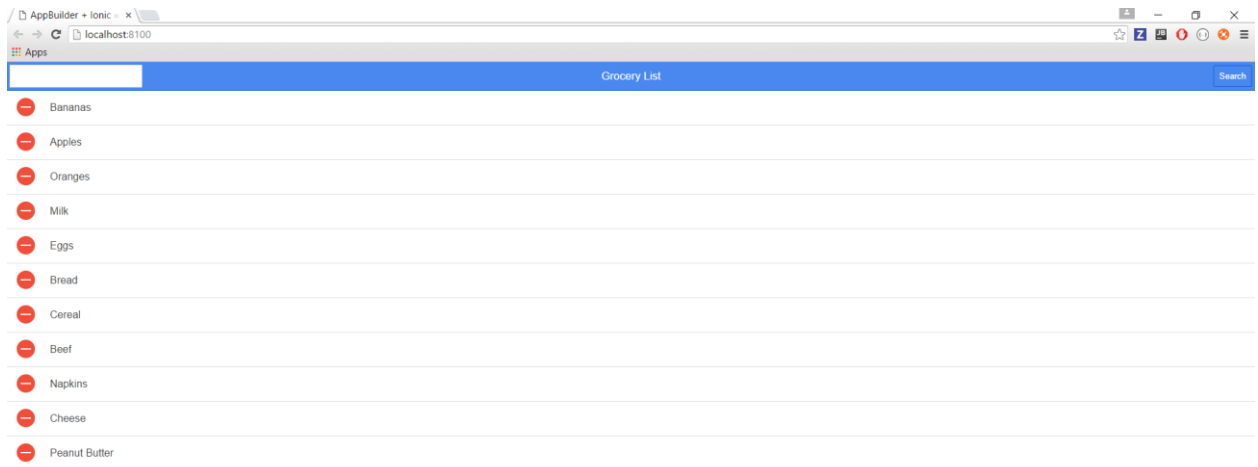 AppBuilder + Ionic
localhost:8100
Z JB
Apps
Grocery List Search
Bananas
Apples
Oranges
Milk
Eggs
Bread
Cereal
Beef
Napkins
Cheese
Peanut Butter